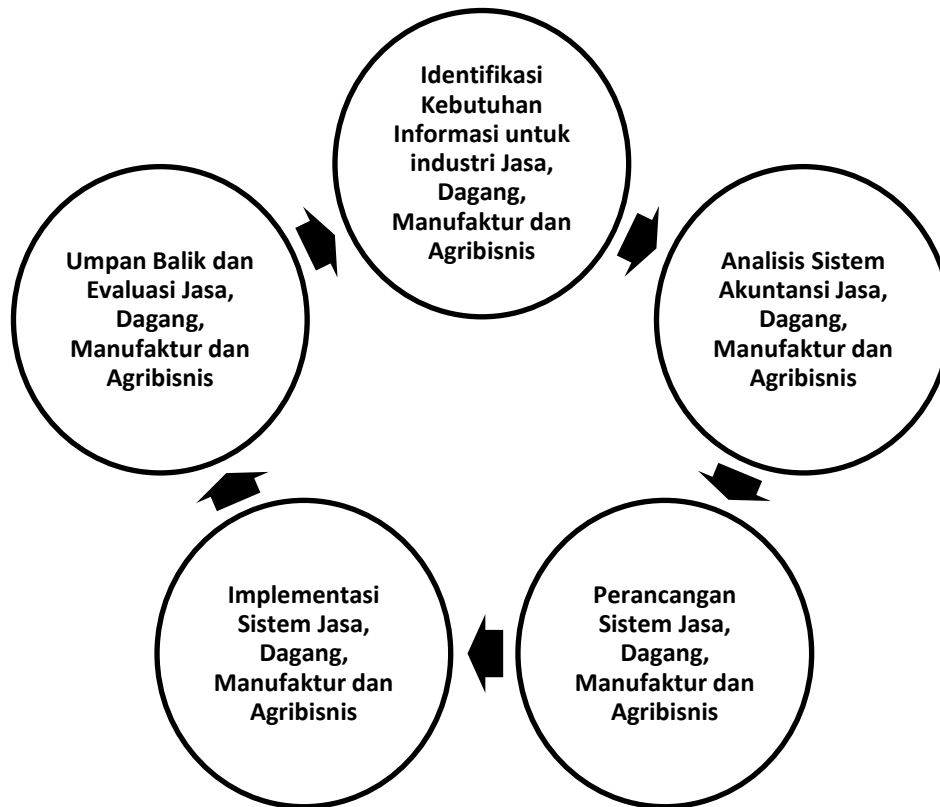 Identifikasi
Kebutuhan
Informasi untuk
industri Jasa,
Dagang,
Manufaktur dan
Agribisnis
Analisis Sistem
Akuntansi Jasa,
Dagang,
Manufaktur dan
Agribisnis
Perancangan
Sistem Jasa,
Dagang,
Manufaktur dan
Agribisnis
Implementasi
Sistem Jasa,
Dagang,
Manufaktur dan
Agribisnis
Umpan Balik dan
Evaluasi Jasa,
Dagang,
Manufaktur dan
Agribisnis